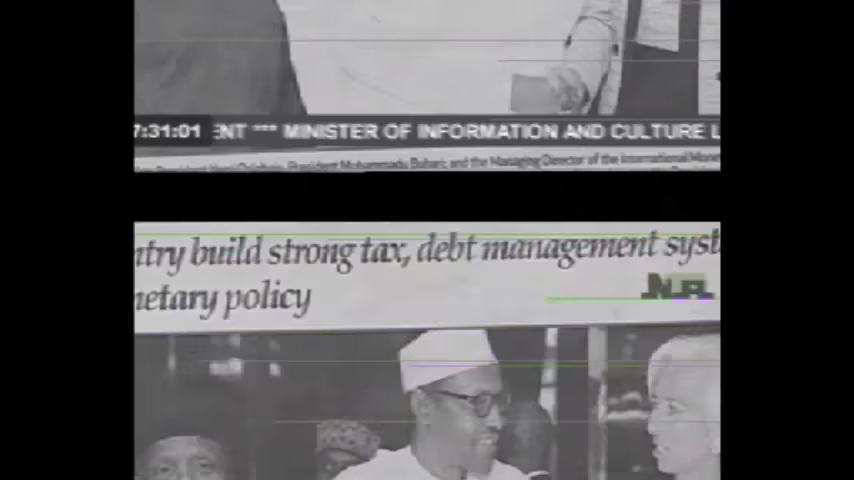 7:31:01 ENT *** MINISTER OF INFORMATION AND CULTURE L
President Muhammadu Buhari, and the Managing Director of the International Mone
ntry build strong tax, debt management syst
netary policy